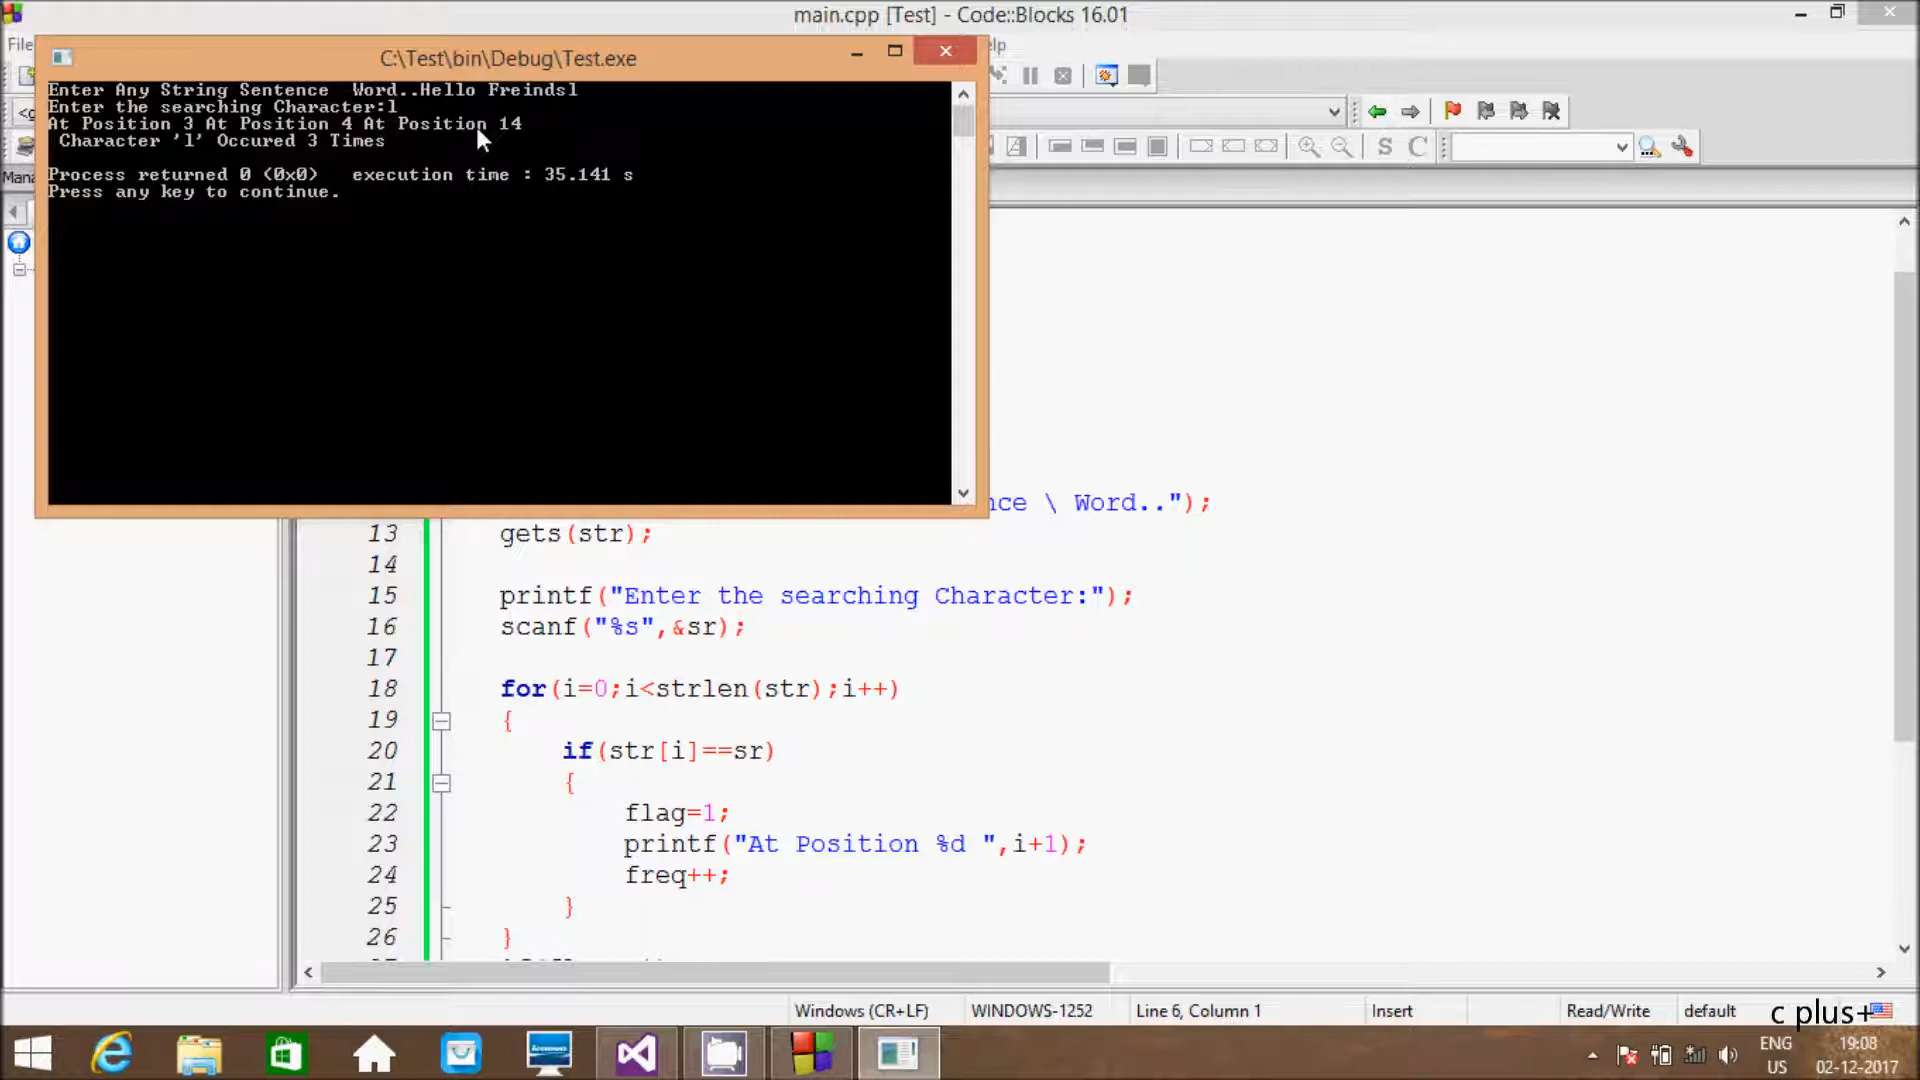 main.cpp [Test] - Code::Blocks 16.01
File
elp
C:\Test\bin\Debug\Test.exe
Enter Any String Sentence  Word..Hello Freindsl
Enter the searching Character:l
At Position 3 At Position 4 At Position 14
Character 'l' Occured 3 Times
Process returned 0 (0x0)   execution time : 35.141 s
Press any key to continue.
<g
S C
Mana
nce \ Word..");
13 gets(str);
14
15 printf("Enter the searching Character:");
16 scanf("%s",&sr);
17
18 for(i=0;i<strlen(str);i++)
19 {
20 if(str[i]==sr)
21 {
22 flag=1;
23 printf("At Position %d ",i+1);
24 freq++;
25 }
26 }
Windows (CR+LF) WINDOWS-1252 Line 6, Column 1 Insert Read/Write default
c plus+
ENG 19:08
US 02-12-2017